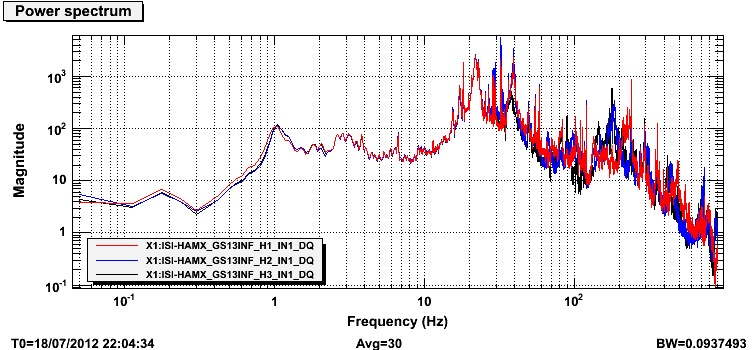 Power spectrum
10³
10²
10
1
10⁻¹
Magnitude
X1:ISI-HAMX_GS13INF_H1_IN1_DQ
X1:ISI-HAMX_GS13INF_H2_IN1_DQ
X1:ISI-HAMX_GS13INF_H3_IN1_DQ
10⁻¹ 1 10 10²
Frequency (Hz)
T0=18/07/2012 22:04:34 Avg=30 BW=0.0937493